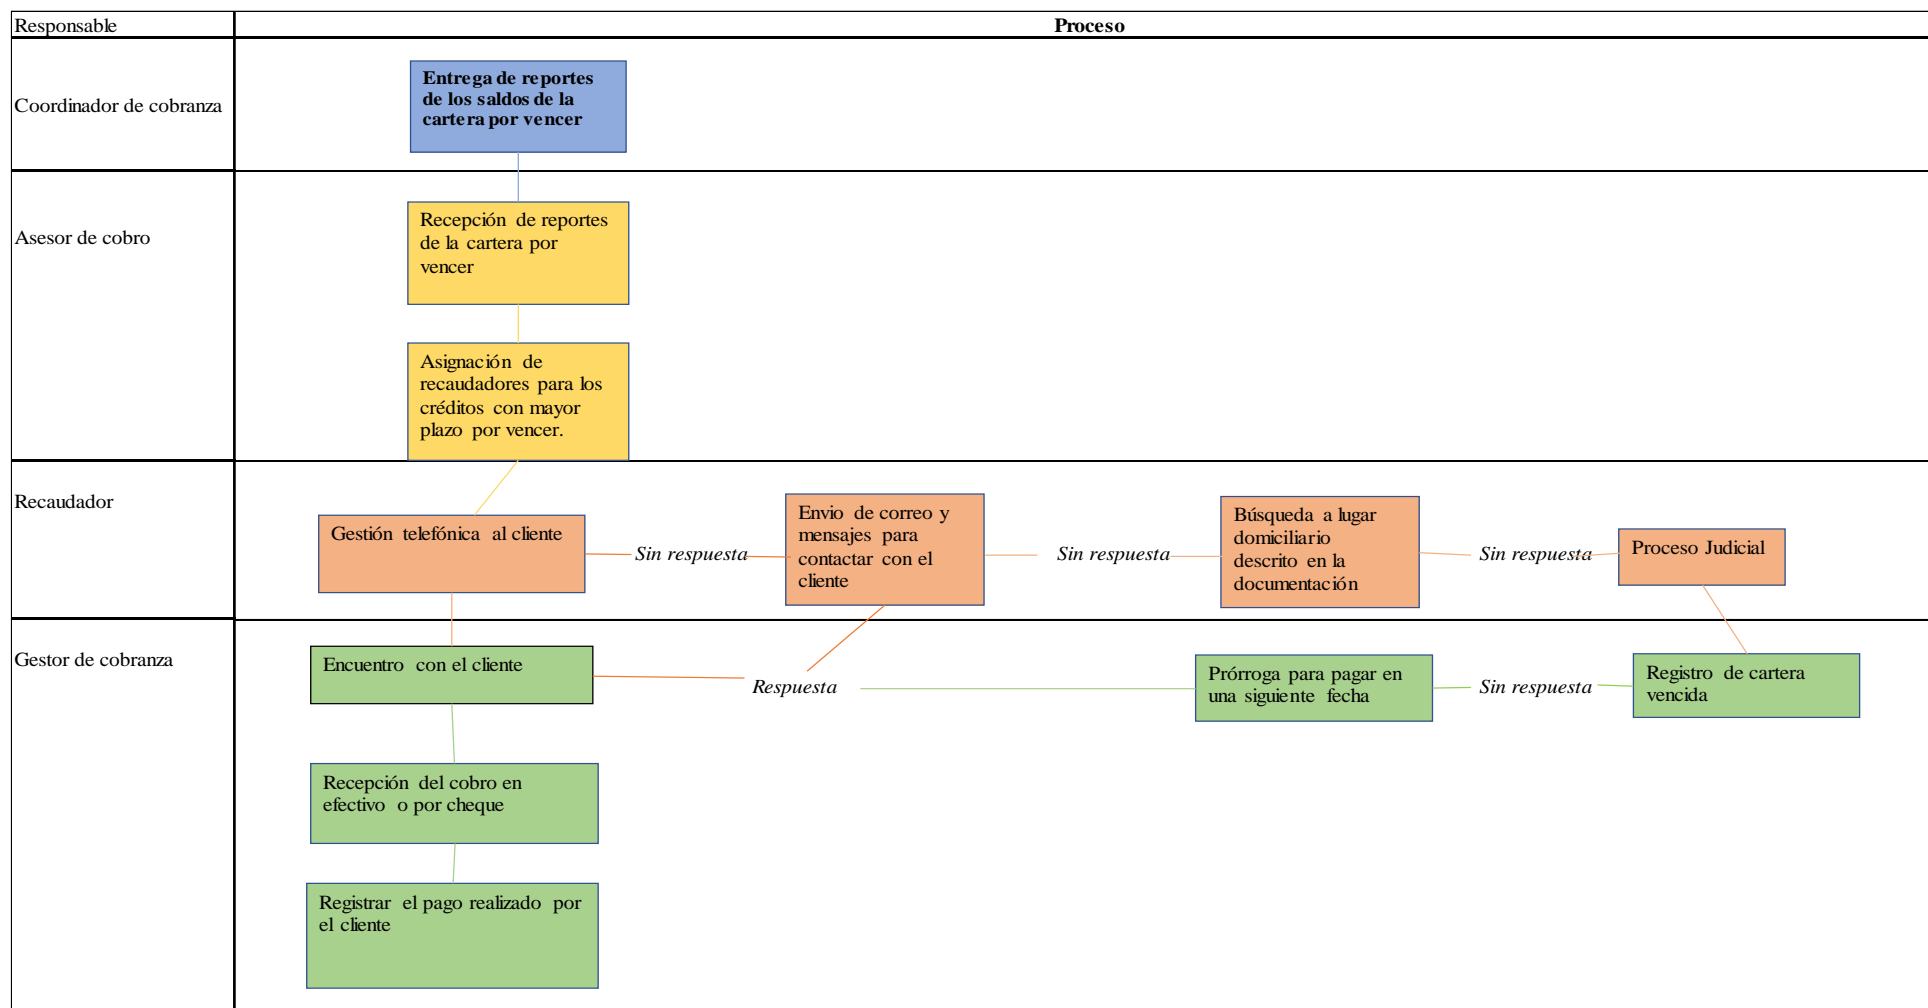 Responsable
Proceso
Coordinador de cobranza
Entrega de reportes
de los saldos de la
cartera por vencer
Asesor de cobro
Recepción de reportes
de la cartera por
vencer
Asignación de
recaudadores para los
créditos con mayor
plazo por vencer.
Recaudador
Gestión telefónica al cliente
Sin respuesta
Envio de correo y
mensajes para
contactar con el
cliente
Sin respuesta
Búsqueda a lugar
domiciliario
descrito en la
documentación
Sin respuesta
Proceso Judicial
Gestor de cobranza
Encuentro con el cliente
Respuesta
Prórroga para pagar en
una siguiente fecha
Sin respuesta
Registro de cartera
vencida
Recepción del cobro en
efectivo o por cheque
Registrar el pago realizado por
el cliente